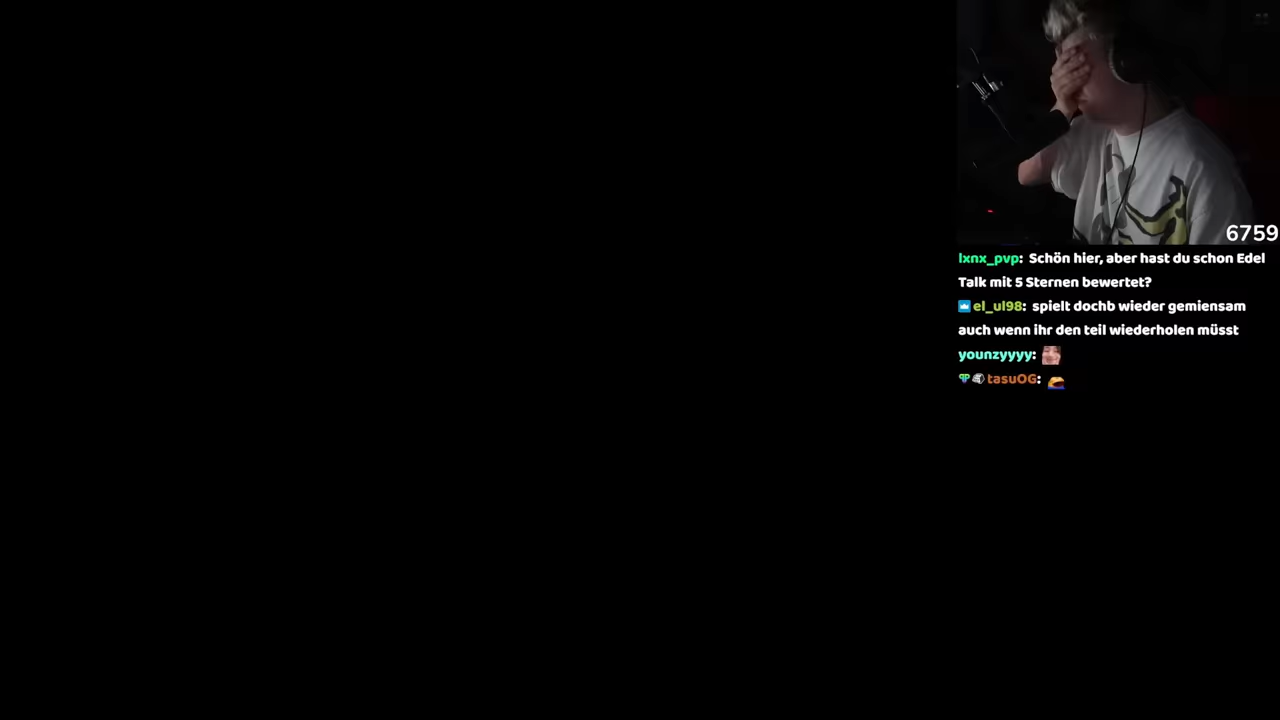 6759
lxnx_pvp: Schön hier, aber hast du schon Edel
Talk mit 5 Sternen bewertet?
el_ul98: spielt dochb wieder gemiensam
auch wenn ihr den teil wiederholen müsst
younzyyyy:
tasuOG: